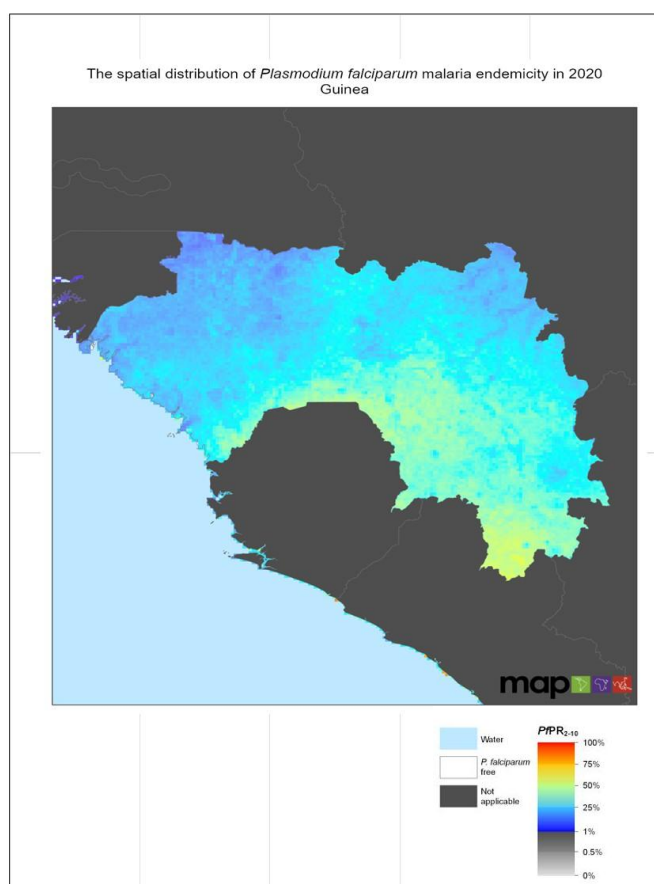 The spatial distribution of Plasmodium falciparum malaria endemicity in 2020
Guinea
map
Water
P. falciparum
free
Not
applicable
PfPR2-10
100%
75%
50%
25%
1%
0.5%
0%